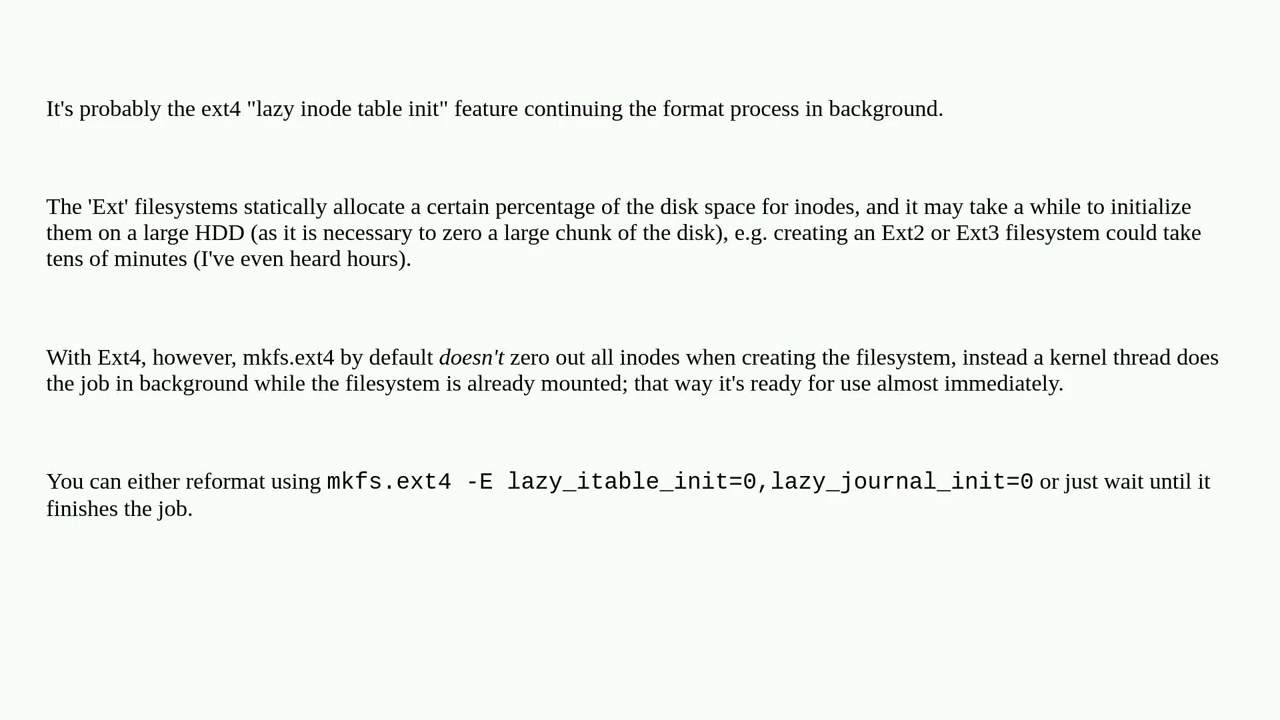 It's probably the ext4 "lazy inode table init" feature continuing the format process in background.
The 'Ext' filesystems statically allocate a certain percentage of the disk space for inodes, and it may take a while to initialize
them on a large HDD (as it is necessary to zero a large chunk of the disk), e.g. creating an Ext2 or Ext3 filesystem could take
tens of minutes (I've even heard hours).
With Ext4, however, mkfs.ext4 by default doesn't zero out all inodes when creating the filesystem, instead a kernel thread does
the job in background while the filesystem is already mounted; that way it's ready for use almost immediately.
You can either reformat using mkfs.ext4 -E lazy_itable_init=0,lazy_journal_init=0 or just wait until it
finishes the job.